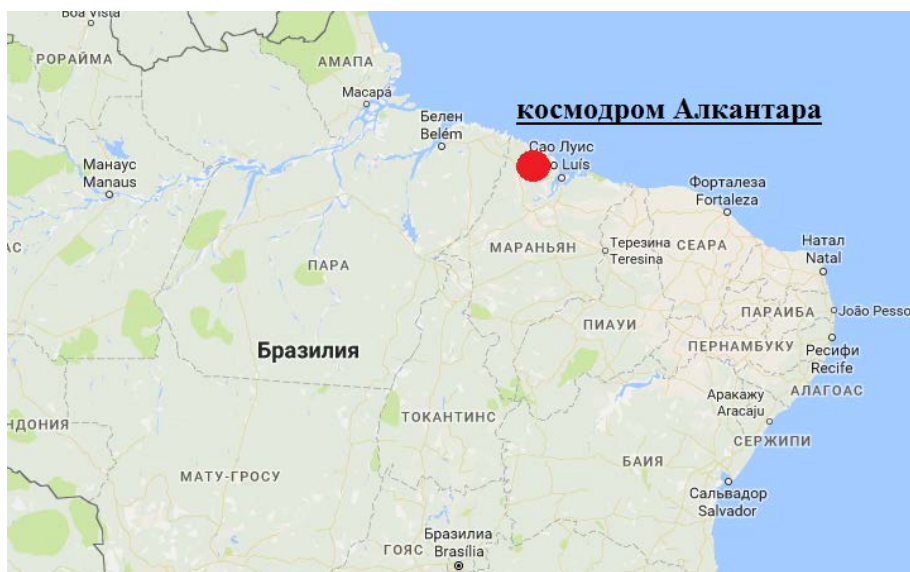 Boa Vista
РОРАЙМА
АМАПА
Macapá
космодром Алкантара
Белен
Belém
Сао Луис
Luís
Манаус
Manaus
Форталеза
Fortaleza
АС
МАРАНЬЯН
Терезина
Teresina
СЕАРА
Натал
Natal
ПАРА
ПАРАИБА
João Pesso
ПИАУИ
Бразилия
ПЕРНАМБУКУ
Ресифи
Recife
АЛАГОАС
Аракажу
Aracaju
ТОКАНТИНС
НДОНИЯ
СЕРЖИПИ
МАТУ-ГРОСУ
БАИЯ
Сальвадор
Salvador
Бразилиа
ГОЯС
Brasília